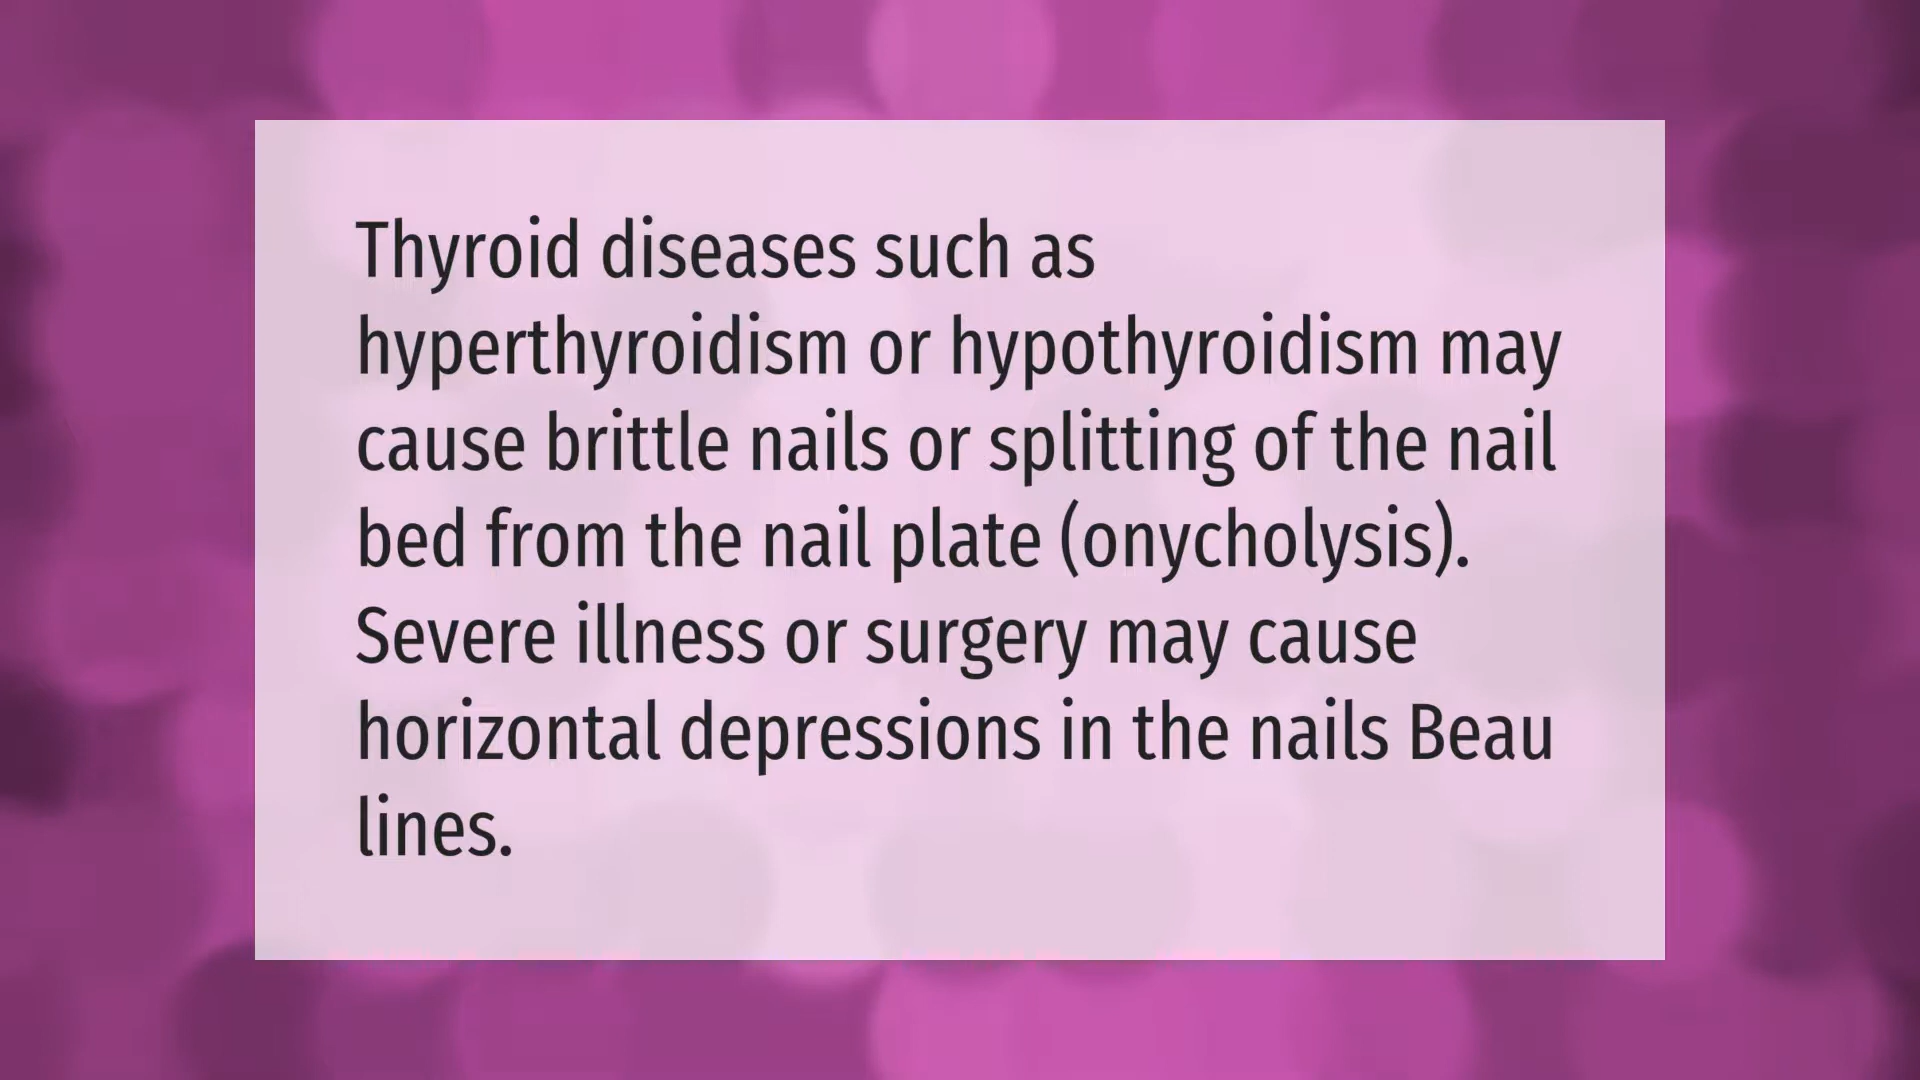 Thyroid diseases such as
hyperthyroidism or hypothyroidism may
cause brittle nails or splitting of the nail
bed from the nail plate (onycholysis).
Severe illness or surgery may cause
horizontal depressions in the nails Beau
lines.